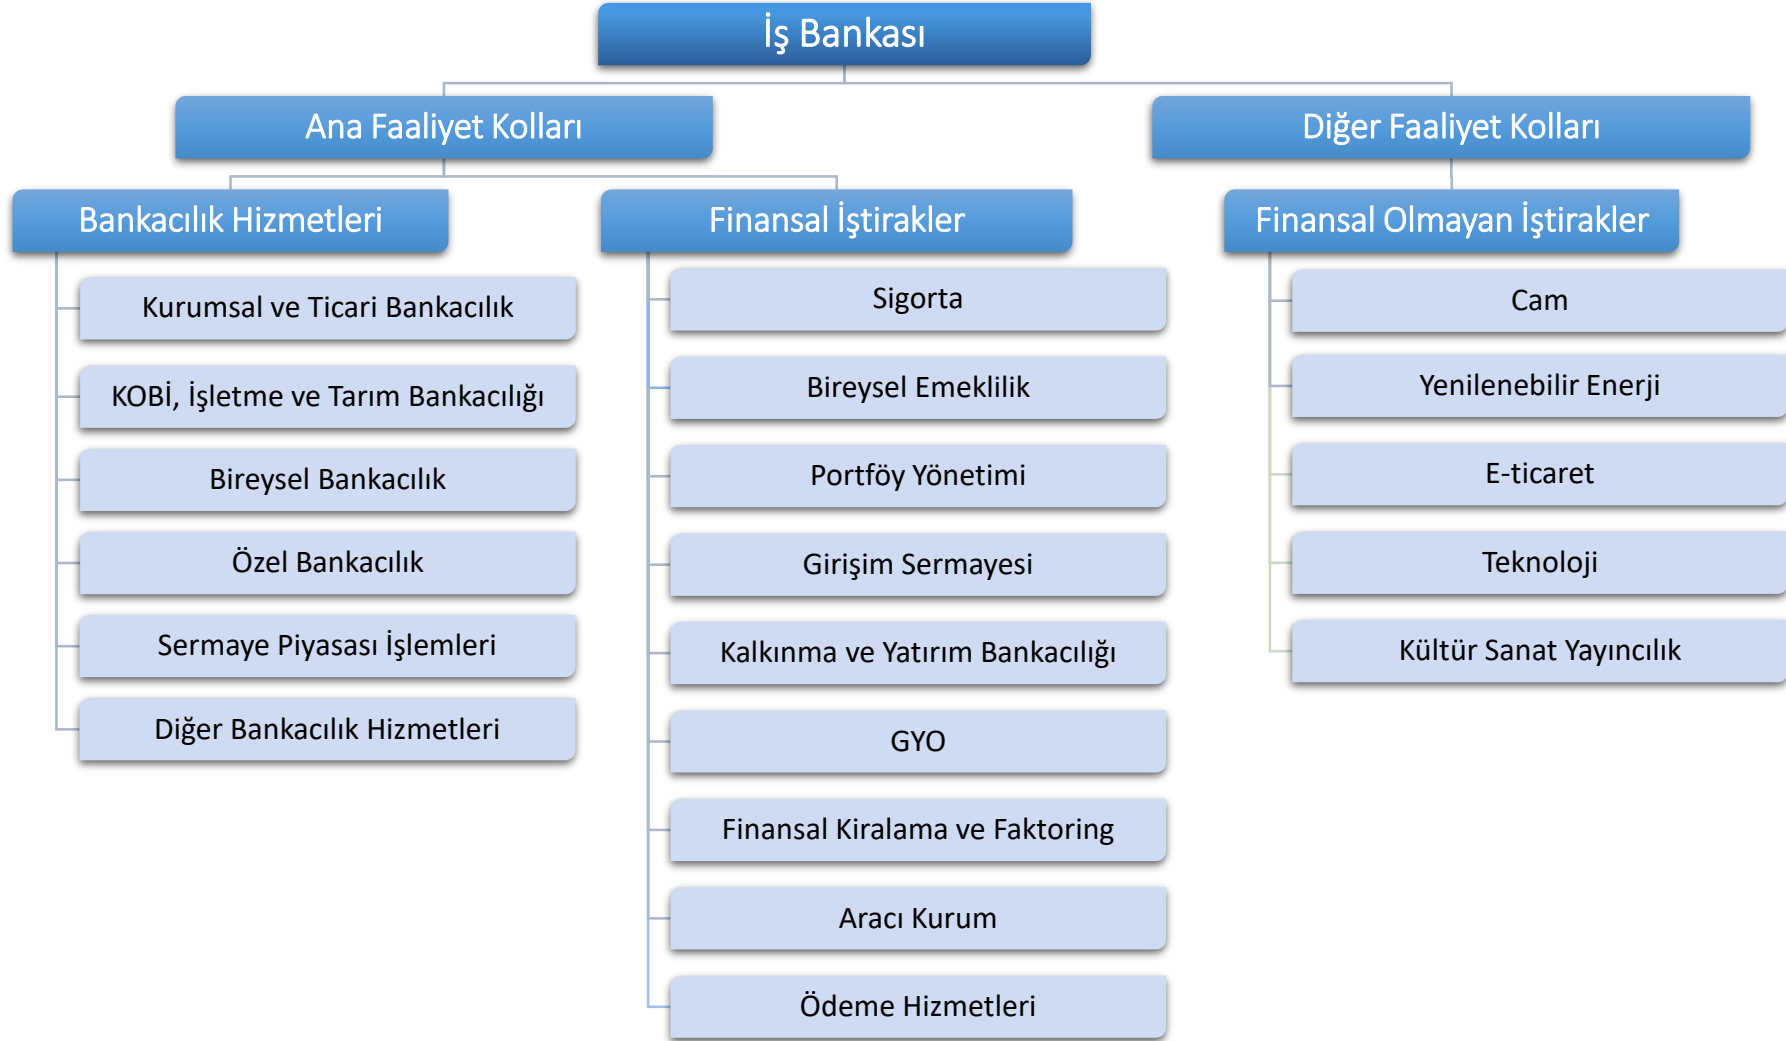 İş Bankası
Ana Faaliyet Kolları
Diğer Faaliyet Kolları
Bankacılık Hizmetleri
Finansal İştirakler
Finansal Olmayan İştirakler
Kurumsal ve Ticari Bankacılık
KOBİ, İşletme ve Tarım Bankacılığı
Bireysel Bankacılık
Özel Bankacılık
Sermaye Piyasası İşlemleri
Diğer Bankacılık Hizmetleri
Sigorta
Bireysel Emeklilik
Portföy Yönetimi
Girişim Sermayesi
Kalkınma ve Yatırım Bankacılığı
GYO
Finansal Kiralama ve Faktoring
Aracı Kurum
Ödeme Hizmetleri
Cam
Yenilenebilir Enerji
E-ticaret
Teknoloji
Kültür Sanat Yayıncılık